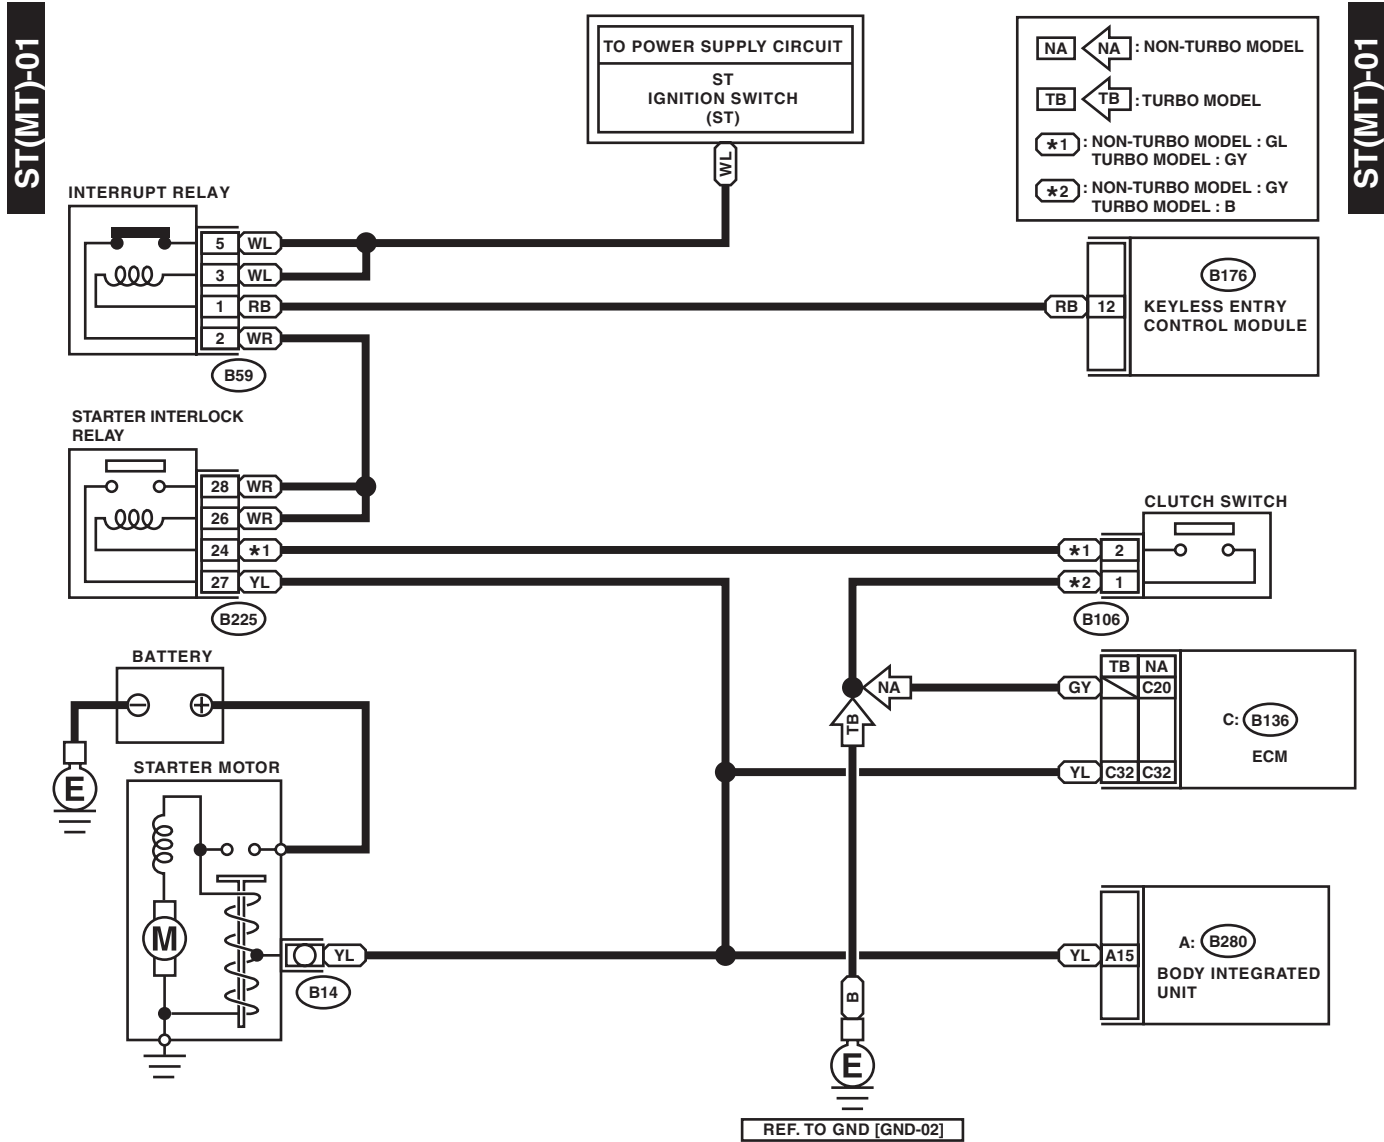 ST(MT)-01
ST(MT)-01
TO POWER SUPPLY CIRCUIT
ST
IGNITION SWITCH
(ST)
WL
NA NA : NON-TURBO MODEL
TB TB : TURBO MODEL
*1 : NON-TURBO MODEL : GL
TURBO MODEL : GY
*2 : NON-TURBO MODEL : GY
TURBO MODEL : B
INTERRUPT RELAY
5 WL
3 WL
1 RB
2 WR
B59
RB 12
B176
KEYLESS ENTRY
CONTROL MODULE
STARTER INTERLOCK
RELAY
28 WR
26 WR
24 *1
27 YL
B225
CLUTCH SWITCH
*1 2
*2 1
B106
BATTERY
− +
E
STARTER MOTOR
M
YL
B14
NA
TB
TB NA
GY C20
YL C32 C32
C: B136
ECM
YL A15
A: B280
BODY INTEGRATED
UNIT
B
E
REF. TO GND [GND-02]